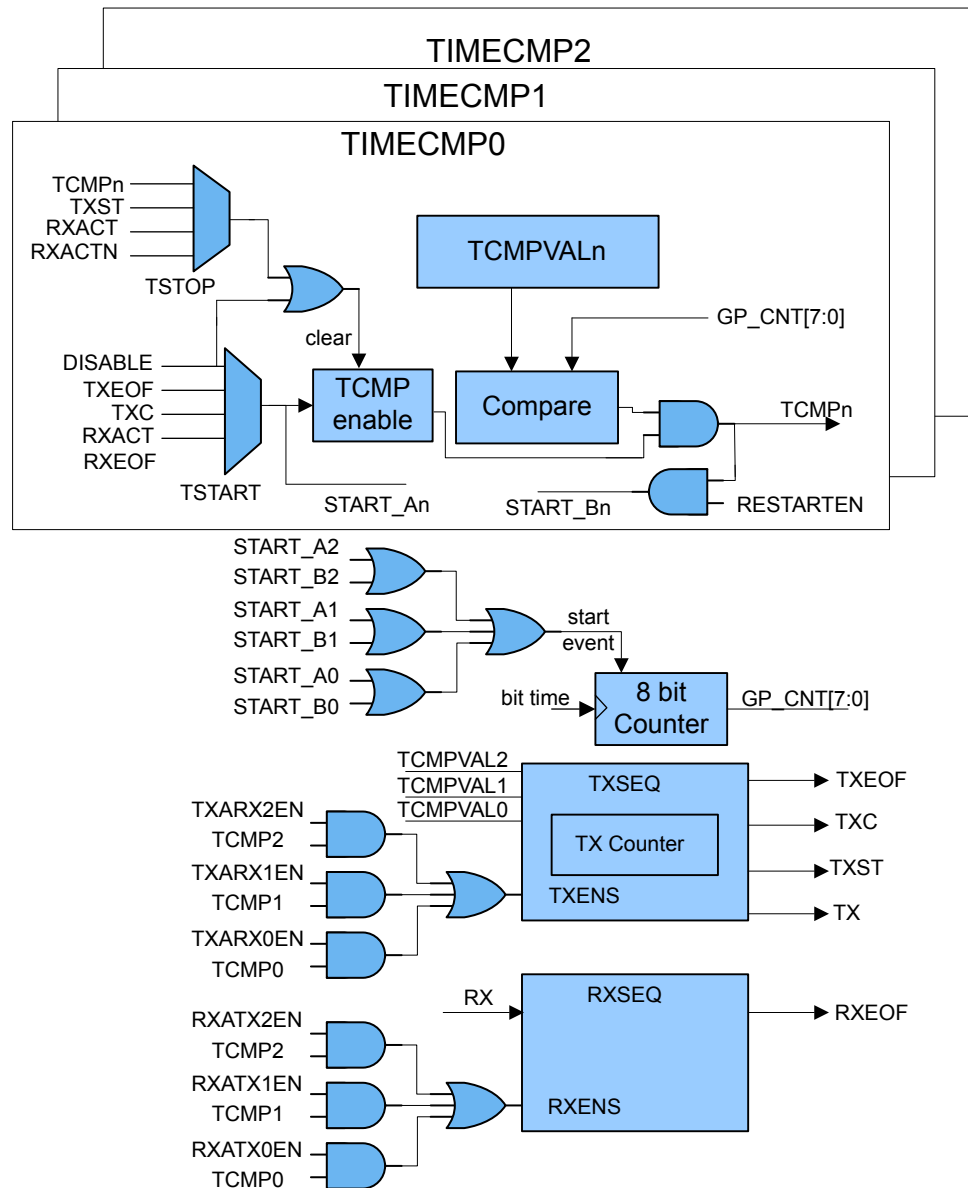 TIMECMP2
TIMECMP1
TIMECMP0
TCMPn
TXST
RXACT
RXACTN
TSTOP
TCMPVALn
GP_CNT[7:0]
clear
DISABLE
TXEOF
TXC
RXACT
RXEOF
TSTART
TCMP
enable
Compare
TCMPn
START_An
START_Bn
RESTARTEN
START_A2
START_B2
START_A1
START_B1
START_A0
START_B0
start
event
bit time
8 bit
Counter
GP_CNT[7:0]
TCMPVAL2
TCMPVAL1
TCMPVAL0
TXARX2EN
TCMP2
TXARX1EN
TCMP1
TXARX0EN
TCMP0
TXSEQ
TX Counter
TXENS
TXEOF
TXC
TXST
TX
RX
RXSEQ
RXEOF
RXATX2EN
TCMP2
RXATX1EN
TCMP1
RXATX0EN
TCMP0
RXENS